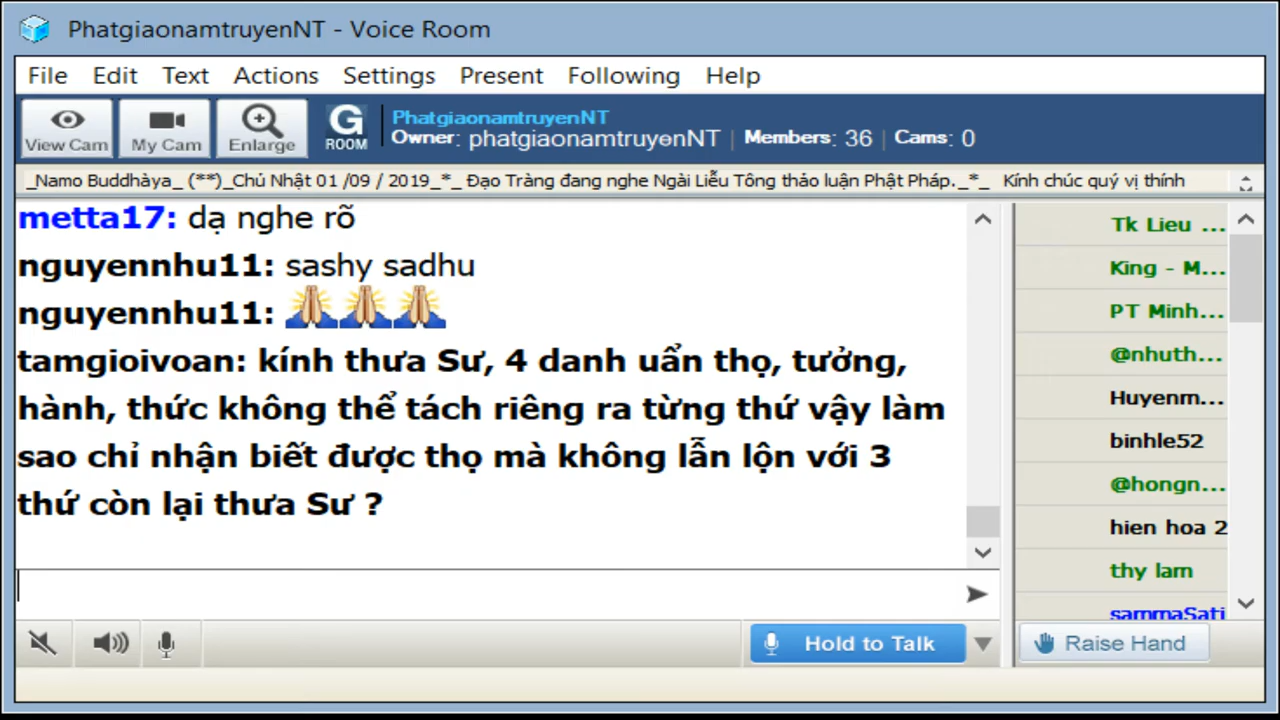 PhatgiaonamtruyenNT - Voice Room
File Edit Text Actions Settings Present Following Help
View Cam My Cam Enlarge G ROOM
PhatgiaonamtruyenNT
Owner: phatgiaonamtruyenNT | Members: 36 | Cams: 0
_Namo Buddhàya_ (**)_Chủ Nhật 01 /09 / 2019_*_ Đạo Tràng đang nghe Ngài Liễu Tông thảo luận Phật Pháp._*_ Kính chúc quý vị thính
metta17: dạ nghe rõ
nguyennhu11: sashy sadhu
nguyennhu11: 🙏🙏🙏
tamgioivoan: kính thưa Sư, 4 danh uẩn thọ, tưởng,
hành, thức không thể tách riêng ra từng thứ vậy làm
sao chỉ nhận biết được thọ mà không lẫn lộn với 3
thứ còn lại thưa Sư ?
Tk Lieu ...
King - M...
PT Minh...
@nhuth...
Huyenm...
binhle52
@hongn...
hien hoa 2
thy lam
sammaSati
Hold to Talk
Raise Hand